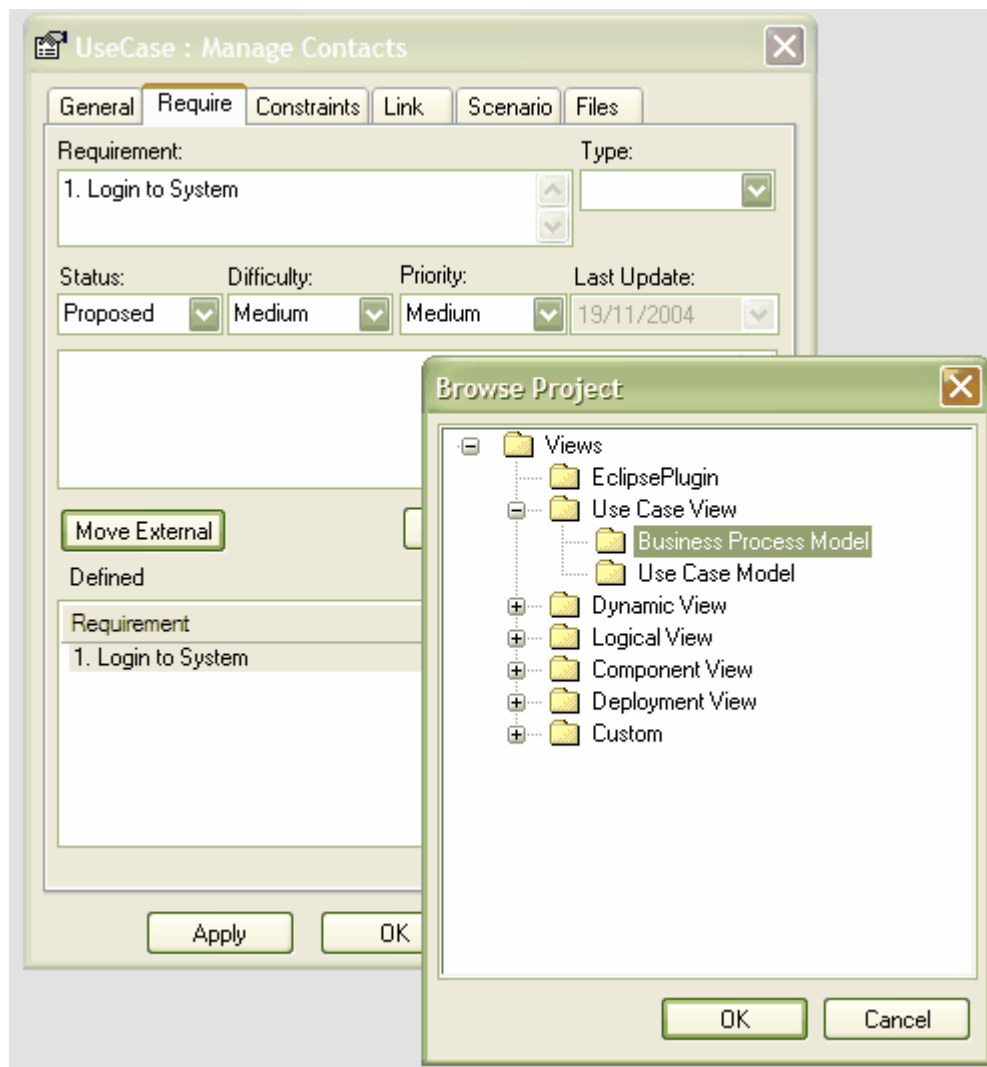 UseCase : Manage Contacts
General Require Constraints Link Scenario Files
Requirement: Type:
1. Login to System
Status: Difficulty: Priority: Last Update:
Proposed Medium Medium 19/11/2004
Move External
Defined
Requirement
1. Login to System
Apply OK
Browse Project
Views
EclipsePlugin
Use Case View
Business Process Model
Use Case Model
Dynamic View
Logical View
Component View
Deployment View
Custom
OK Cancel